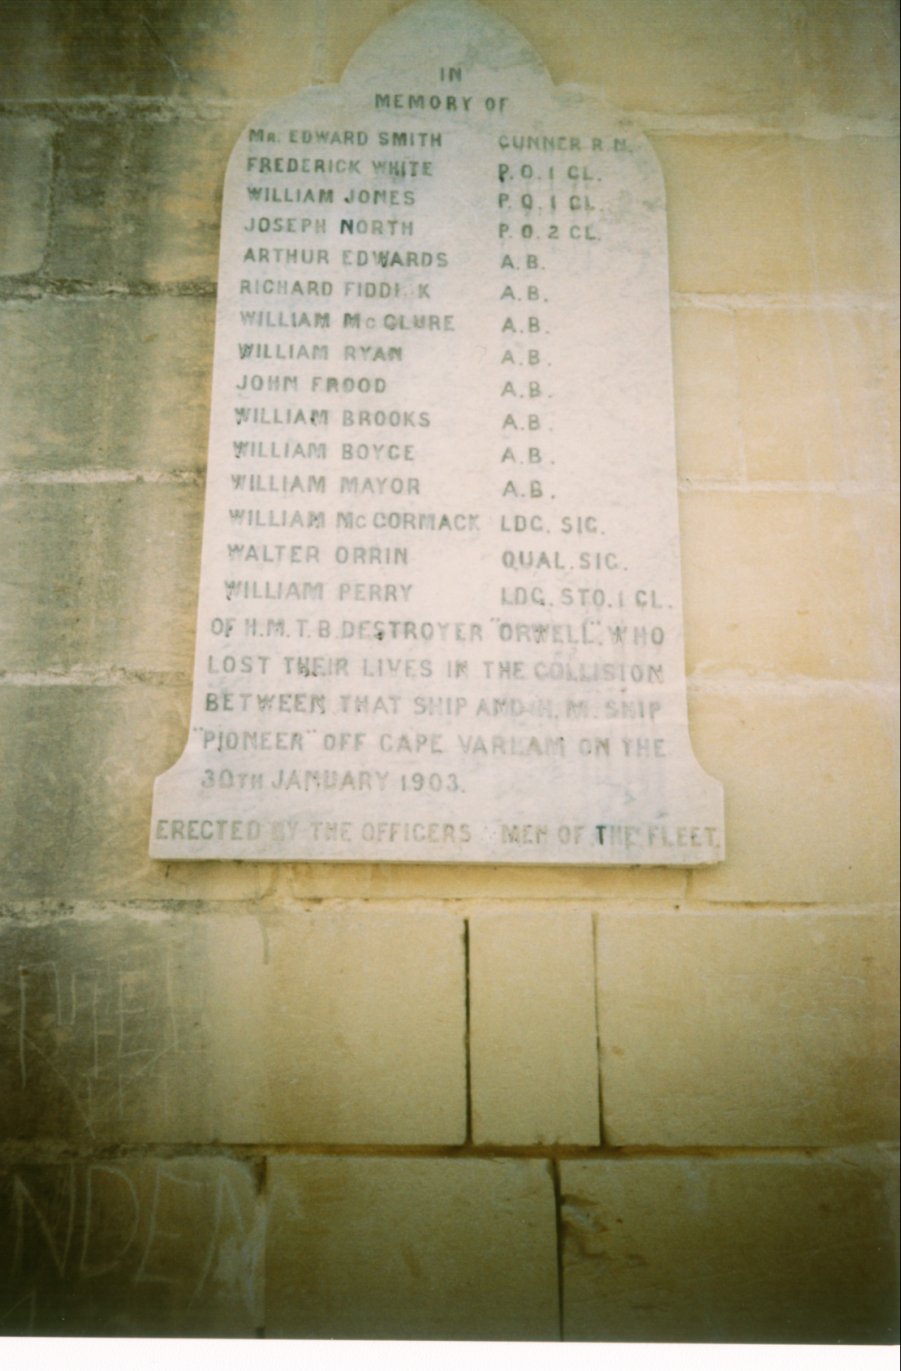 IN
MEMORY OF
MR. EDWARD SMITH GUNNER R.N.
FREDERICK WHITE P.O. 1 CL.
WILLIAM JONES P.O. 1 CL.
JOSEPH NORTH P.O. 2 CL.
ARTHUR EDWARDS A.B.
RICHARD A.B.
WILLIAM McCLURE A.B.
WILLIAM RYAN A.B.
JOHN FROOD A.B.
WILLIAM BROOKS A.B.
WILLIAM BOYCE A.B.
WILLIAM MAYOR A.B.
WILLIAM McCORMACK LDG. SIG.
WALTER ORRIN QUAL. SIG.
WILLIAM PERRY LDG. STO. 1 CL.
OF H.M.T.B DESTROYER "ORWELL". WHO
LOST THEIR LIVES IN THE COLLISION
BETWEEN THAT SHIP AND H.M. SHIP
"PIONEER" OFF CAPE VARLAM ON THE
30TH JANUARY 1903.
ERECTED BY THE OFFICERS MEN OF THE FLEET.